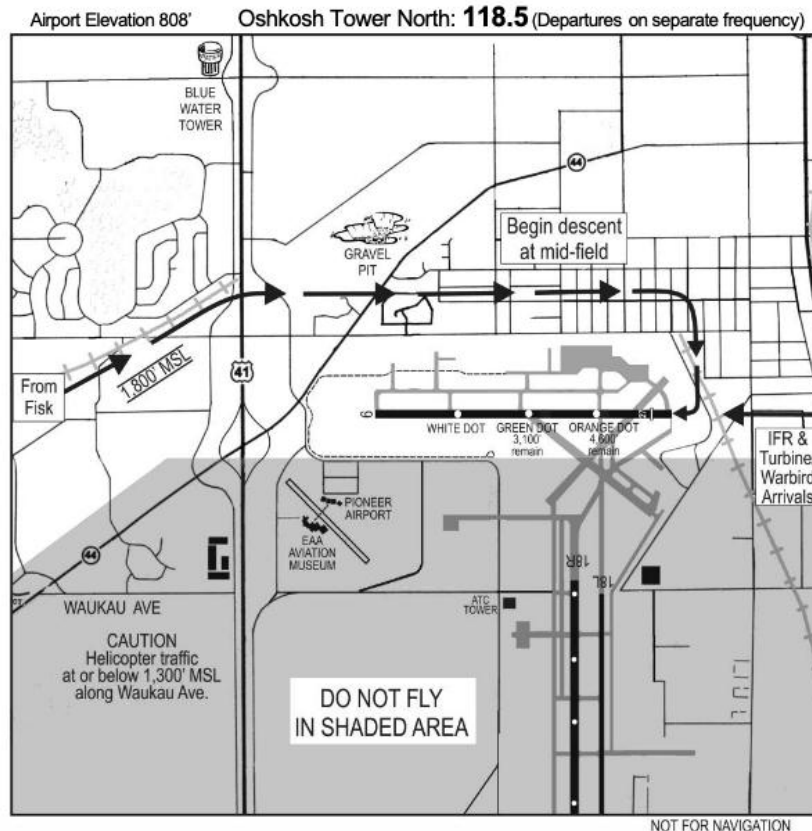 Airport Elevation 808'
Oshkosh Tower North: 118.5 (Departures on separate frequency)
BLUE
WATER
TOWER
44
GRAVEL
PIT
Begin descent
at mid-field
1,800' MSL
From
Fisk
41
9
WHITE DOT
GREEN DOT
3,100'
remain
ORANGE DOT
4,600'
remain
IFR &
Turbine/
Warbird
Arrivals
PIONEER
AIRPORT
EAA
AVIATION
MUSEUM
44
18R
18L
ATC
TOWER
WAUKAU AVE
CAUTION
Helicopter traffic
at or below 1,300' MSL
along Waukau Ave.
DO NOT FLY
IN SHADED AREA
NOT FOR NAVIGATION